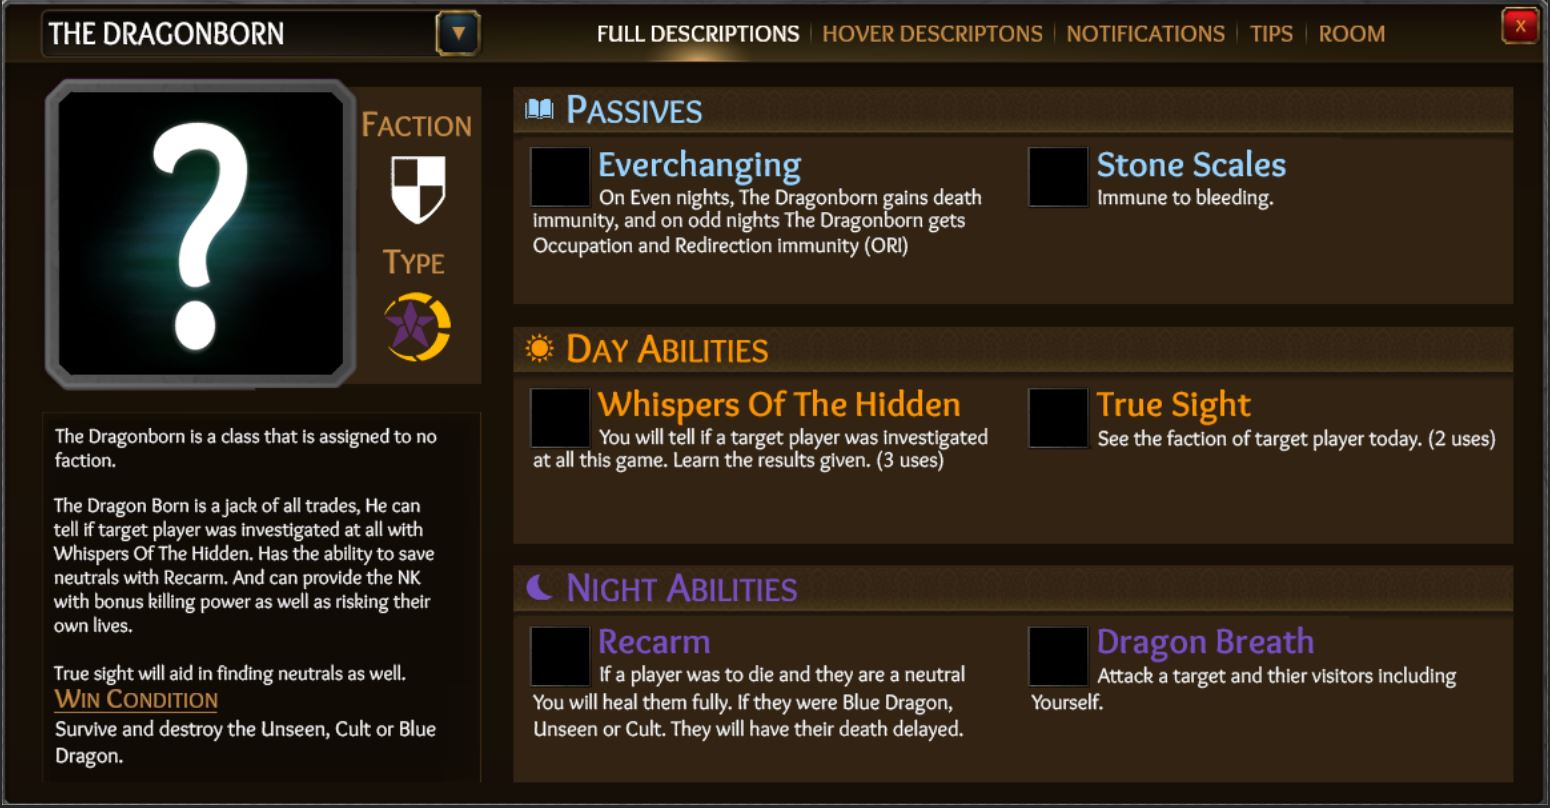 THE DRAGONBORN
FULL DESCRIPTIONS
HOVER DESCRIPTONS
NOTIFICATIONS
TIPS
ROOM
X
?
FACTION
TYPE
The Dragonborn is a class that is assigned to no
faction.
The Dragon Born is a jack of all trades, He can
tell if target player was investigated at all with
Whispers Of The Hidden. Has the ability to save
neutrals with Recarm. And can provide the NK
with bonus killing power as well as risking their
own lives.
True sight will aid in finding neutrals as well.
WIN CONDITION
Survive and destroy the Unseen, Cult or Blue
Dragon.
PASSIVES
Everchanging
On Even nights, The Dragonborn gains death
immunity, and on odd nights The Dragonborn gets
Occupation and Redirection immunity (ORI)
Stone Scales
Immune to bleeding.
DAY ABILITIES
Whispers Of The Hidden
You will tell if a target player was investigated
at all this game. Learn the results given. (3 uses)
True Sight
See the faction of target player today. (2 uses)
NIGHT ABILITIES
Recarm
If a player was to die and they are a neutral
You will heal them fully. If they were Blue Dragon,
Unseen or Cult. They will have their death delayed.
Dragon Breath
Attack a target and thier visitors including
Yourself.